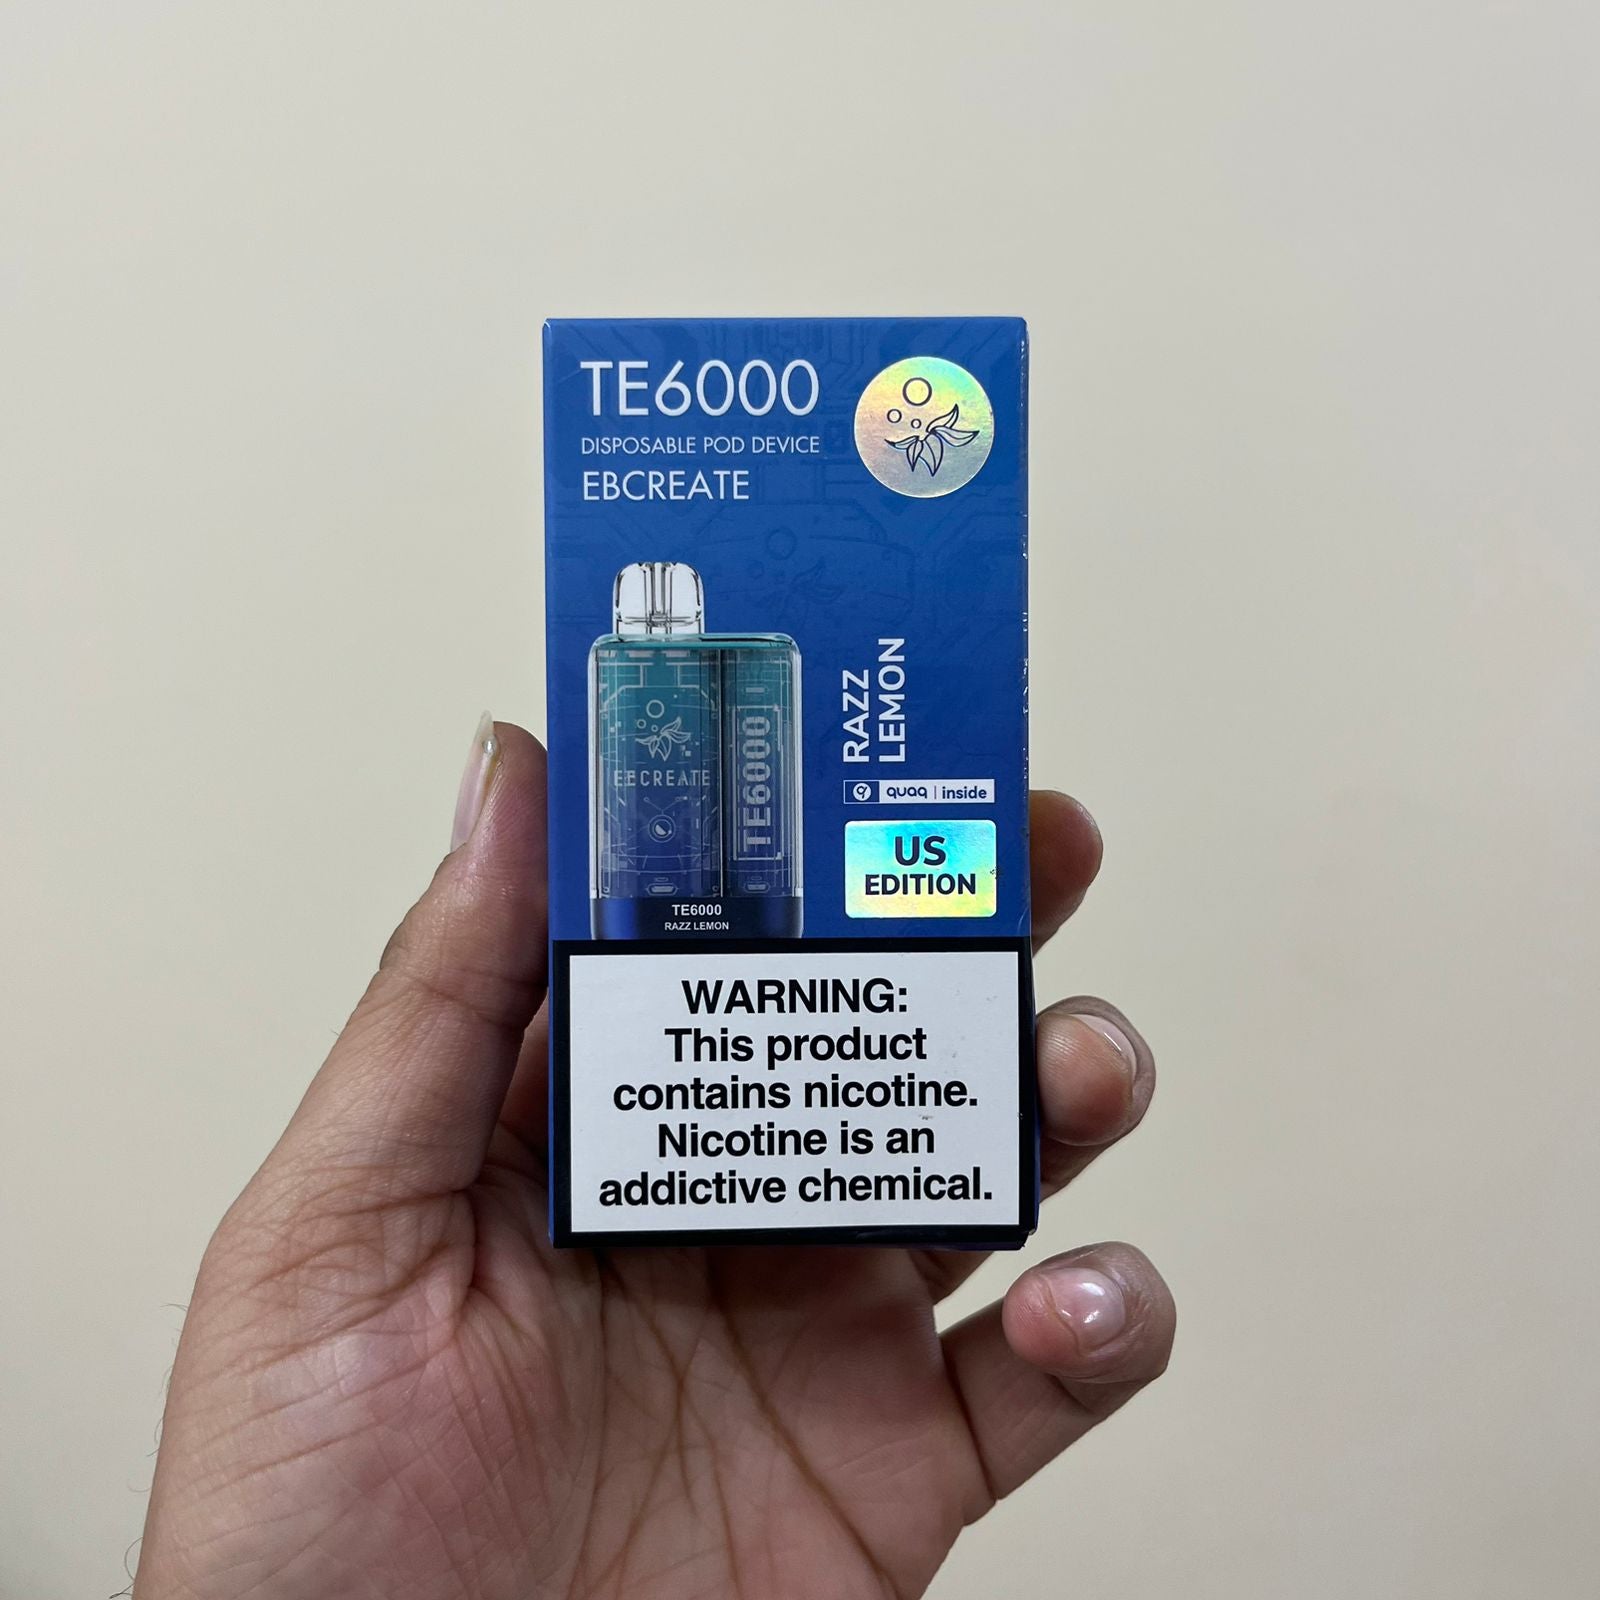 TE6000
DISPOSABLE POD DEVICE
EBCREATE
EBCREATE
TE6000
TE6000
RAZZ LEMON
RAZZ
LEMON
quaq | inside
US
EDITION
WARNING:
This product
contains nicotine.
Nicotine is an
addictive chemical.